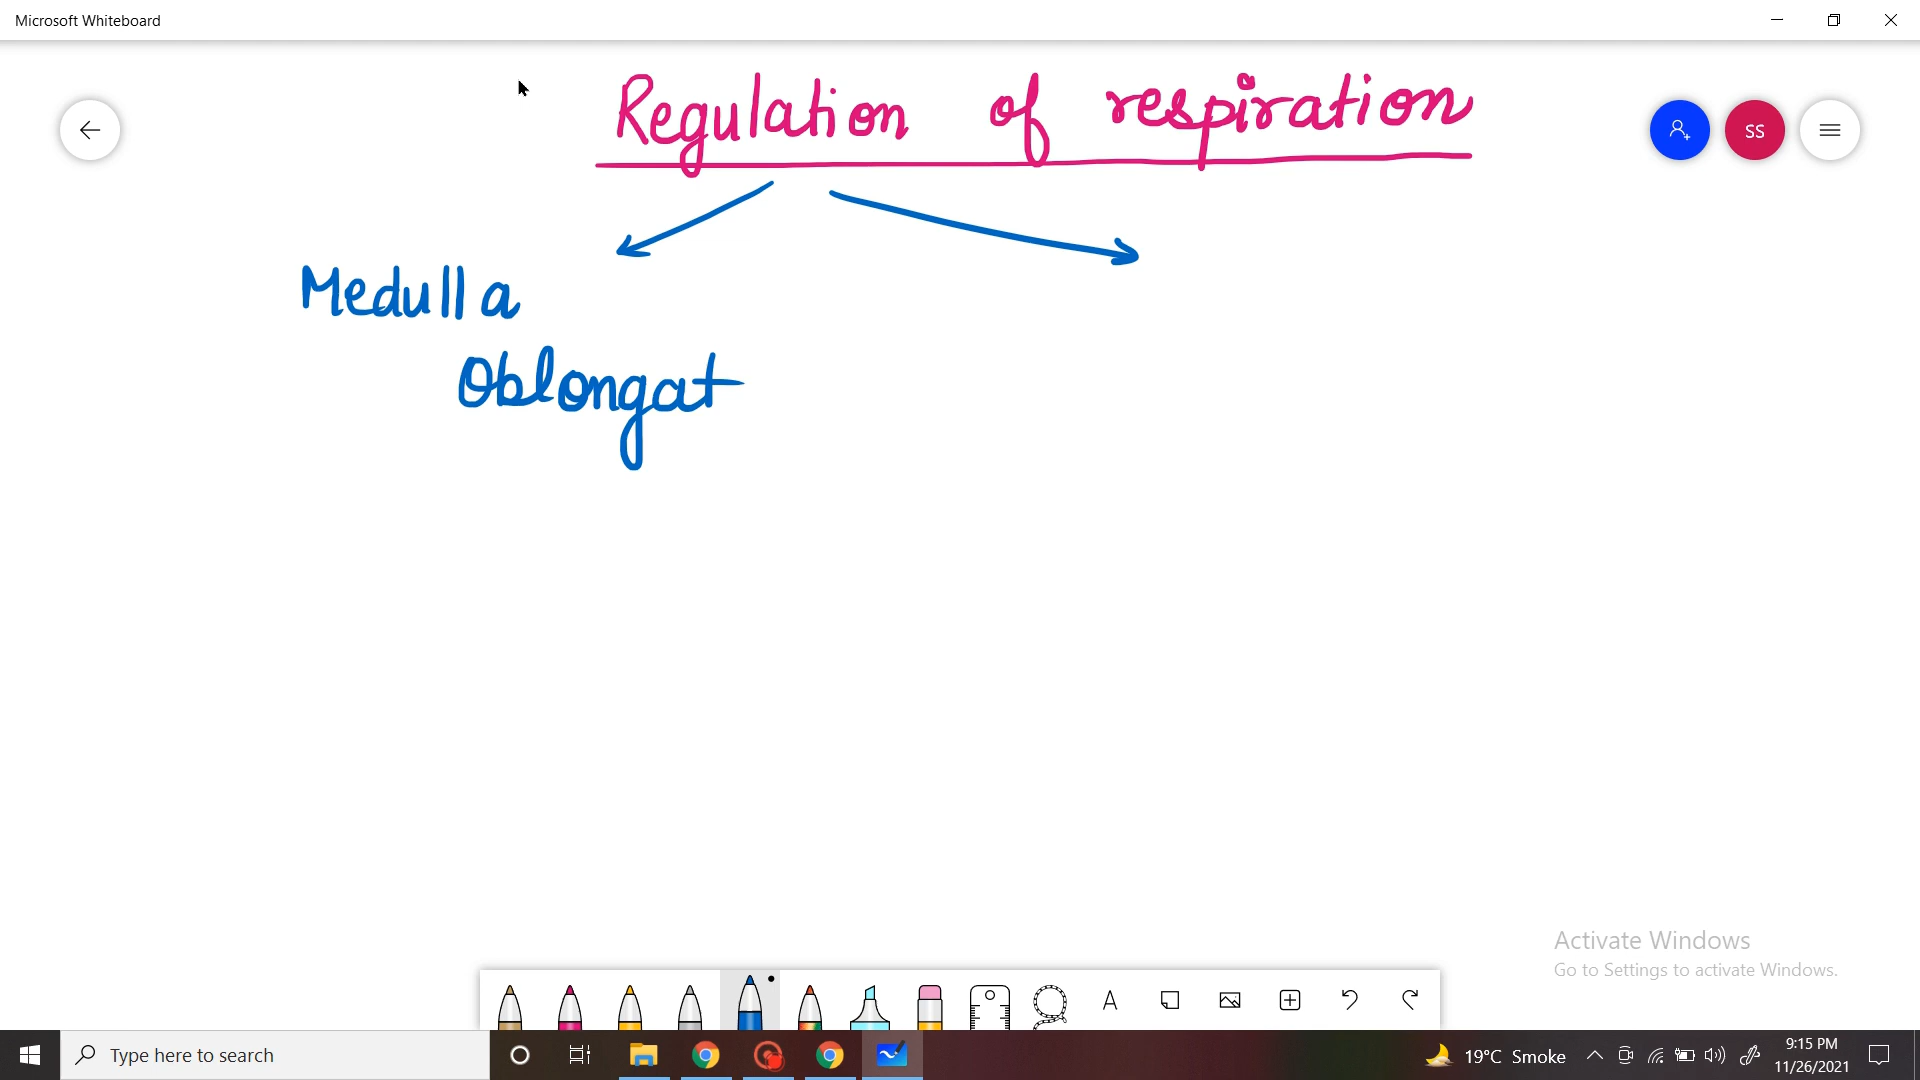 Microsoft Whiteboard
Regulation of respiration
SS
Medulla
Oblongat
Activate Windows
Go to Settings to activate Windows.
A
Type here to search
19°C Smoke
9:15 PM
11/26/2021